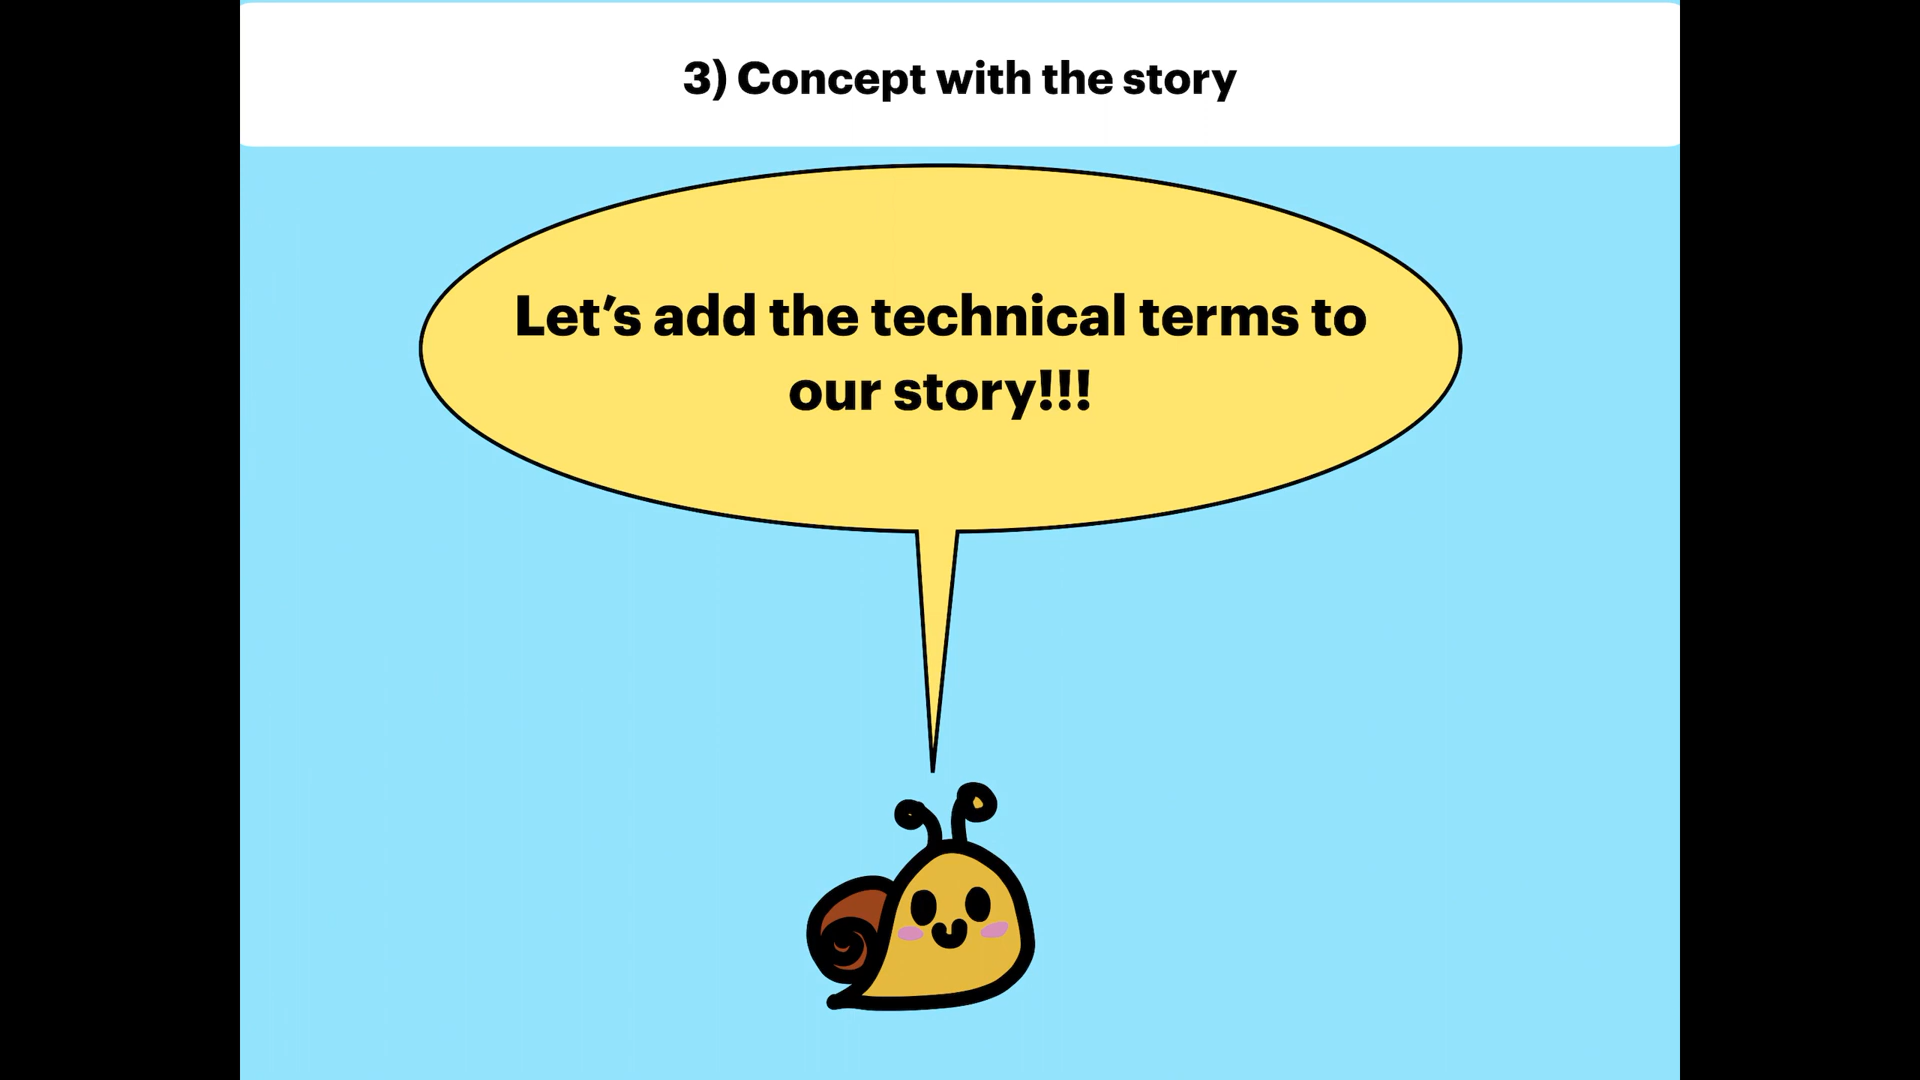 3) Concept with the story
Let’s add the technical terms to
our story!!!